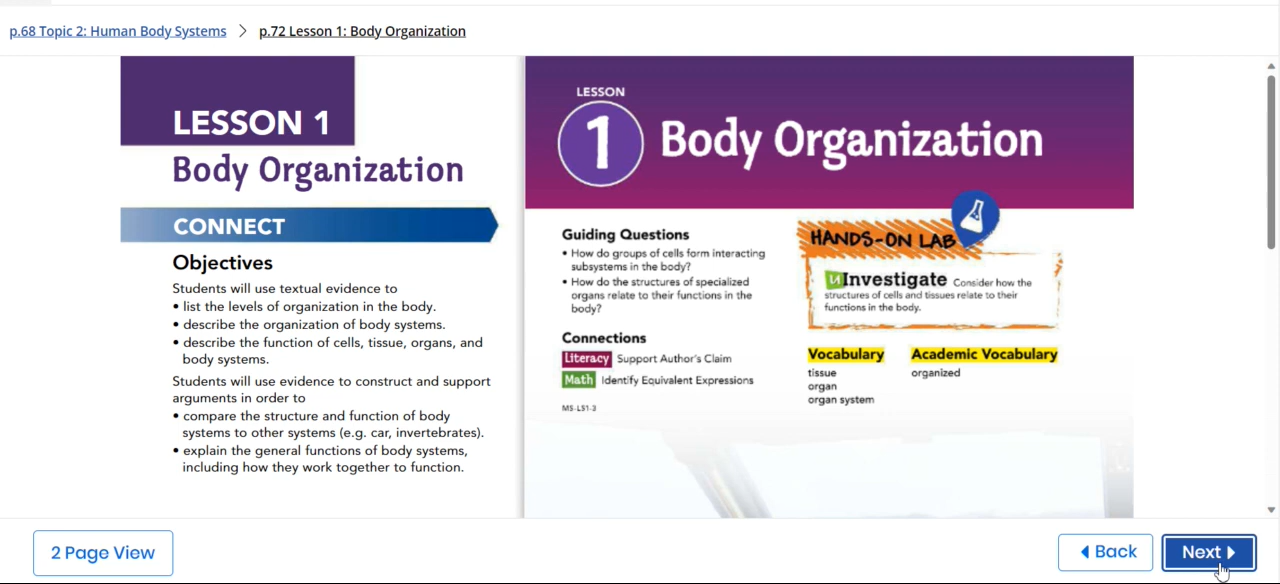 p.68 Topic 2: Human Body Systems > p.72 Lesson 1: Body Organization
LESSON 1
Body Organization
CONNECT
Objectives
Students will use textual evidence to
• list the levels of organization in the body.
• describe the organization of body systems.
• describe the function of cells, tissue, organs, and
body systems.
Students will use evidence to construct and support
arguments in order to
• compare the structure and function of body
systems to other systems (e.g. car, invertebrates).
• explain the general functions of body systems,
including how they work together to function.
LESSON
1 Body Organization
Guiding Questions
• How do groups of cells form interacting
subsystems in the body?
• How do the structures of specialized
organs relate to their functions in the
body?
Connections
Literacy Support Author's Claim
Math Identify Equivalent Expressions
MS-LS1-3
HANDS-ON LAB
uInvestigate Consider how the
structures of cells and tissues relate to their
functions in the body.
Vocabulary
tissue
organ
organ system
Academic Vocabulary
organized
2 Page View
Back
Next